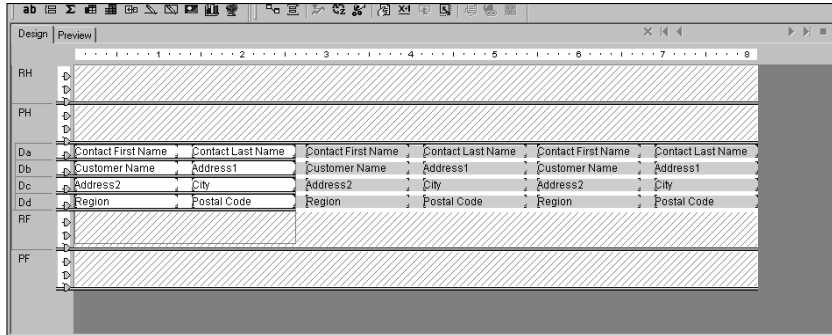 ab Σ X-1
Design Preview
1 2 3 4 5 6 7 8
RH
PH
Da Contact First Name Contact Last Name Contact First Name Contact Last Name Contact First Name Contact Last Name
Db Customer Name Address1 Customer Name Address1 Customer Name Address1
Dc Address2 City Address2 City Address2 City
Dd Region Postal Code Region Postal Code Region Postal Code
RF
PF